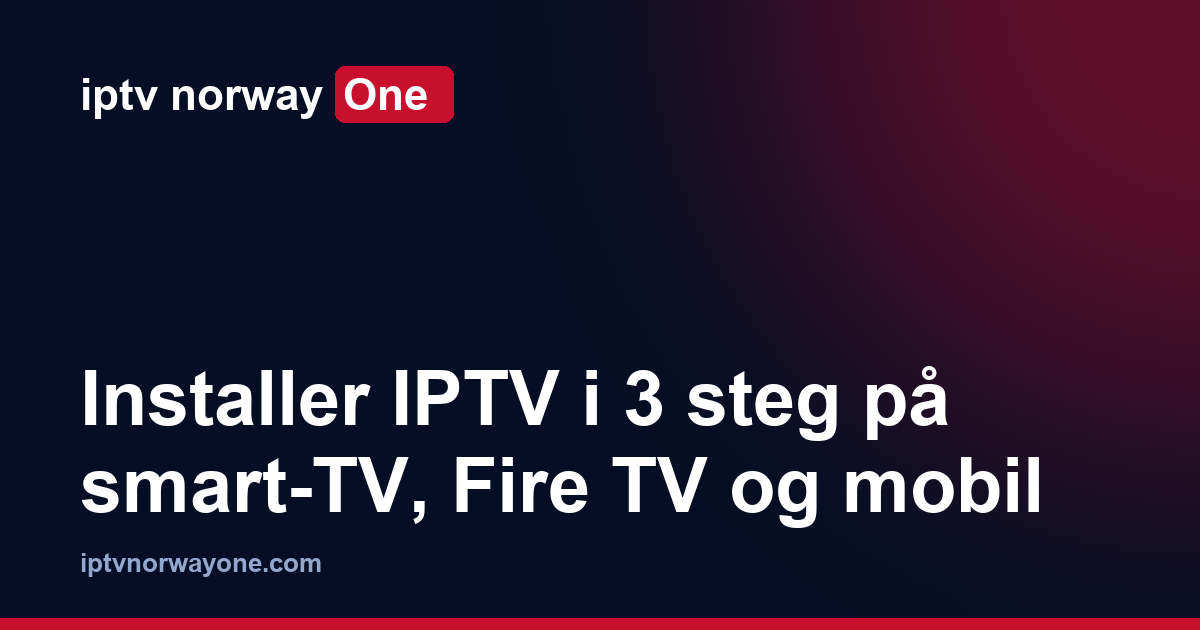 iptv norway One
Installer IPTV i 3 steg på
smart-TV, Fire TV og mobil
iptvnorwayone.com